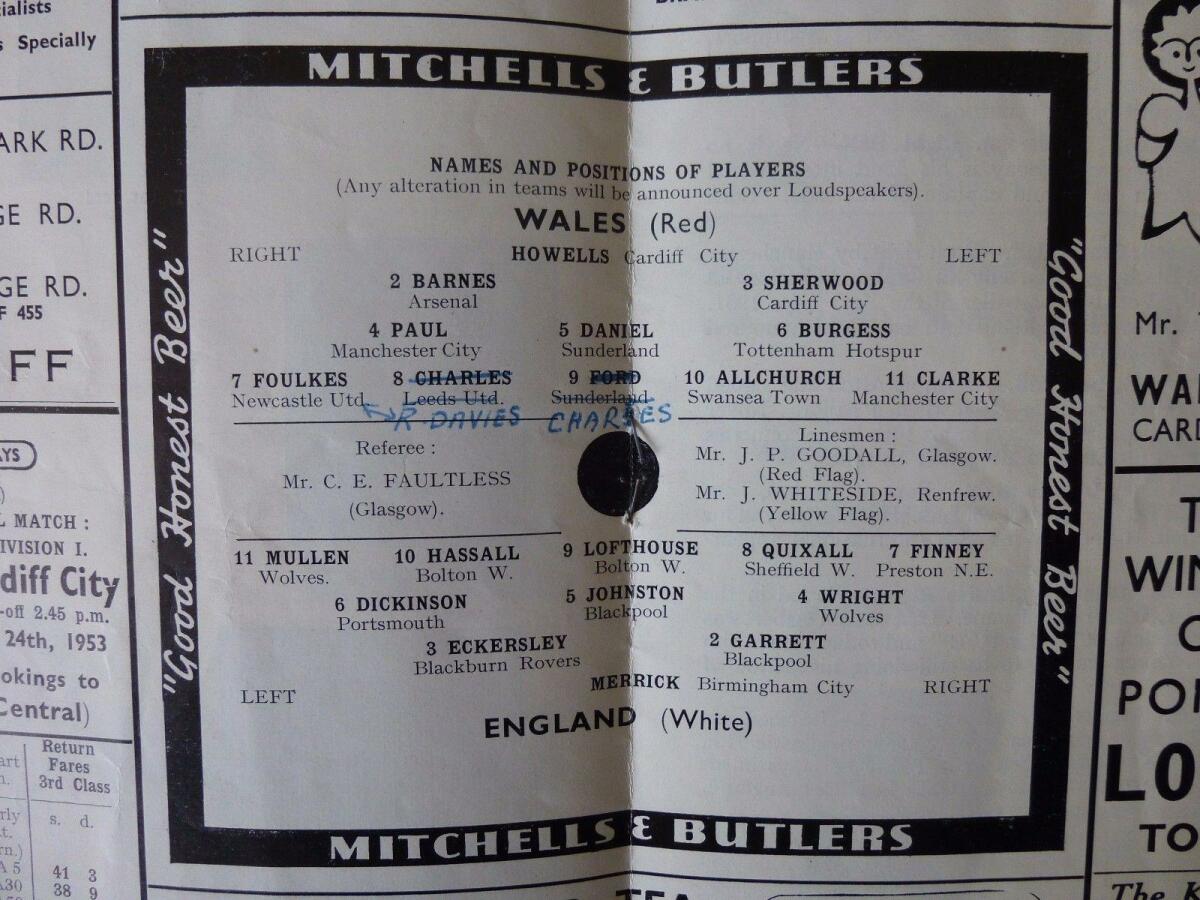 ialists
s Specially
ARK RD.
GE RD.
GE RD.
F 455
FF
AYS
L MATCH :
IVISION I.
diff City
-off 2.45 p.m.
24th, 1953
okings to
Central)
Return
Fares
3rd Class
s. d.
A 5 41 3
A30 38 9
MITCHELLS & BUTLERS
"Good Honest Beer"
NAMES AND POSITIONS OF PLAYERS
(Any alteration in teams will be announced over Loudspeakers).
WALES (Red)
RIGHT HOWELLS Cardiff City LEFT
2 BARNES 3 SHERWOOD
Arsenal Cardiff City
4 PAUL 5 DANIEL 6 BURGESS
Manchester City Sunderland Tottenham Hotspur
7 FOULKES 8 CHARLES 9 FORD 10 ALLCHURCH 11 CLARKE
Newcastle Utd. Leeds Utd. Sunderland Swansea Town Manchester City
R. DAVIES CHARLES
Referee : Linesmen :
Mr. C. E. FAULTLESS Mr. J. P. GOODALL, Glasgow.
(Red Flag).
(Glasgow). Mr. J. WHITESIDE, Renfrew.
(Yellow Flag).
11 MULLEN 10 HASSALL 9 LOFTHOUSE 8 QUIXALL 7 FINNEY
Wolves. Bolton W. Bolton W. Sheffield W. Preston N.E.
6 DICKINSON 5 JOHNSTON 4 WRIGHT
Portsmouth Blackpool Wolves
3 ECKERSLEY 2 GARRETT
Blackburn Rovers Blackpool
LEFT MERRICK Birmingham City RIGHT
ENGLAND (White)
MITCHELLS & BUTLERS
"Good Honest Beer"
Mr.
WA
CARD
T
WIN
O
POR
LO
TO
The K